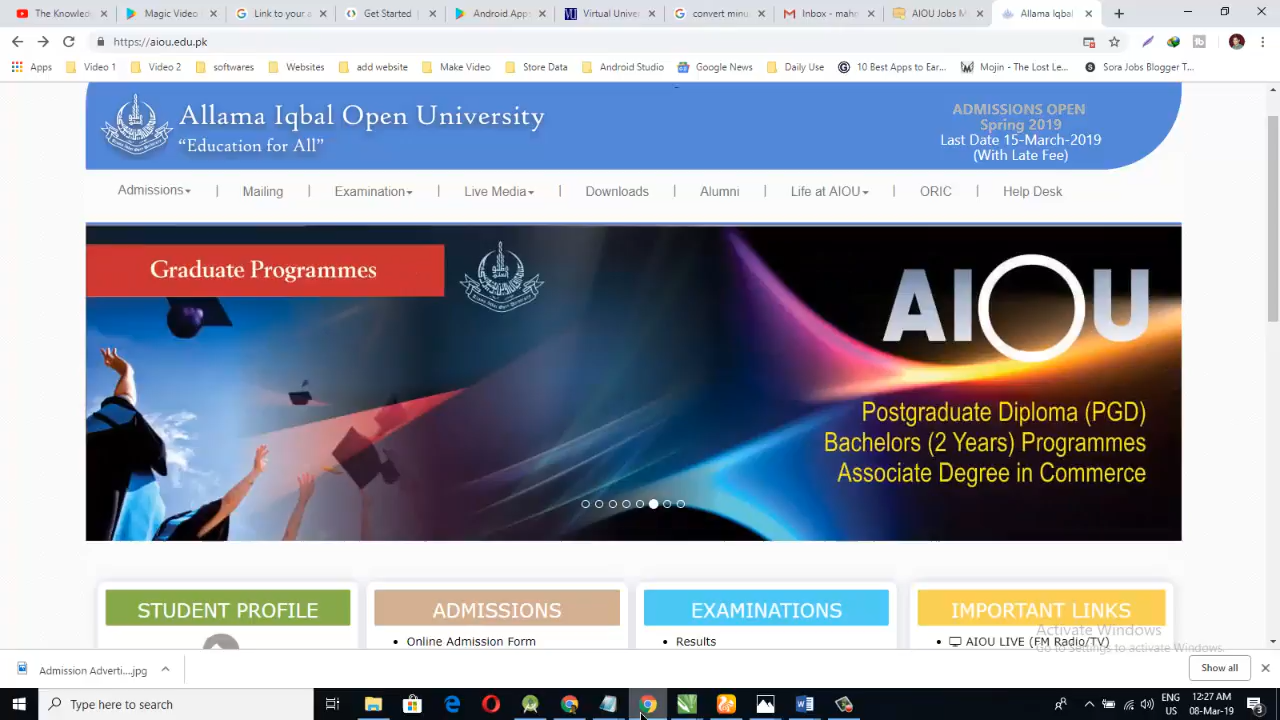 Magic Video
Link to your a
Get Started
Android Apps
Virtual Univer
convert minu
AIOU Jobs M
Allama Iqbal
https://aiou.edu.pk
Apps
Video 1
Video 2
softwares
Websites
add website
Make Video
Store Data
Android Studio
Google News
Daily Use
10 Best Apps to Ear...
Mojin - The Lost Le...
Sora Jobs Blogger T...
Allama Iqbal Open University
“Education for All”
ADMISSIONS OPEN
Spring 2019
Last Date 15-March-2019
(With Late Fee)
Admissions | Mailing | Examination | Live Media | Downloads | Alumni | Life at AIOU | ORIC | Help Desk
Graduate Programmes
AIOU
Postgraduate Diploma (PGD)
Bachelors (2 Years) Programmes
Associate Degree in Commerce
STUDENT PROFILE
ADMISSIONS
• Online Admission Form
EXAMINATIONS
• Results
IMPORTANT LINKS
• AIOU LIVE (FM Radio/TV)
Activate Windows
Go to Settings to activate Windows.
Admission Adverti....jpg
Show all
Type here to search
ENG
US
12:27 AM
08-Mar-19
3